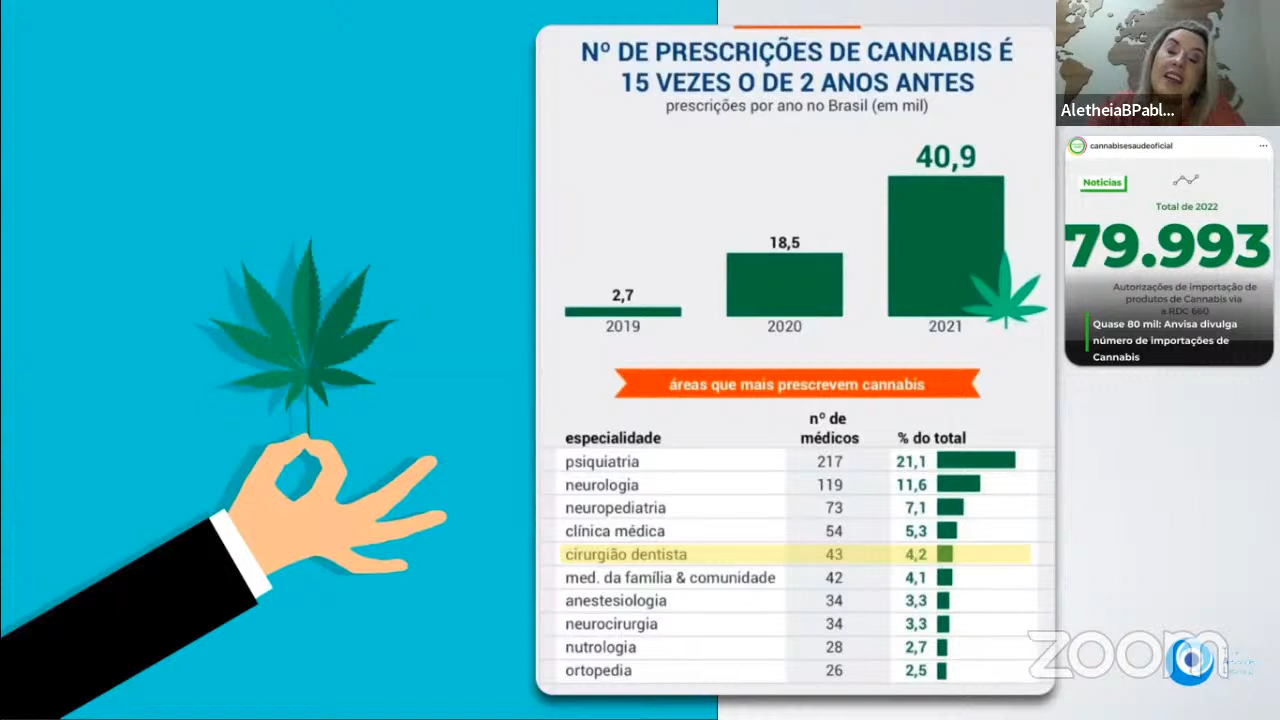 Nº DE PRESCRIÇÕES DE CANNABIS É
15 VEZES O DE 2 ANOS ANTES
prescrições por ano no Brasil (em mil)
40,9
18,5
2,7
2019
2020
2021
áreas que mais prescrevem cannabis
especialidade nº de médicos % do total
psiquiatria 217 21,1
neurologia 119 11,6
neuropediatria 73 7,1
clínica médica 54 5,3
cirurgião dentista 43 4,2
med. da família & comunidade 42 4,1
anestesiologia 34 3,3
neurocirurgia 34 3,3
nutrologia 28 2,7
ortopedia 26 2,5
AletheiaBPabl...
cannabisesaudeoficial
Notícias
Total de 2022
79.993
Autorizações de importação de
produtos de Cannabis via
a RDC 660
Quase 80 mil: Anvisa divulga
número de importações de
Cannabis
zoom